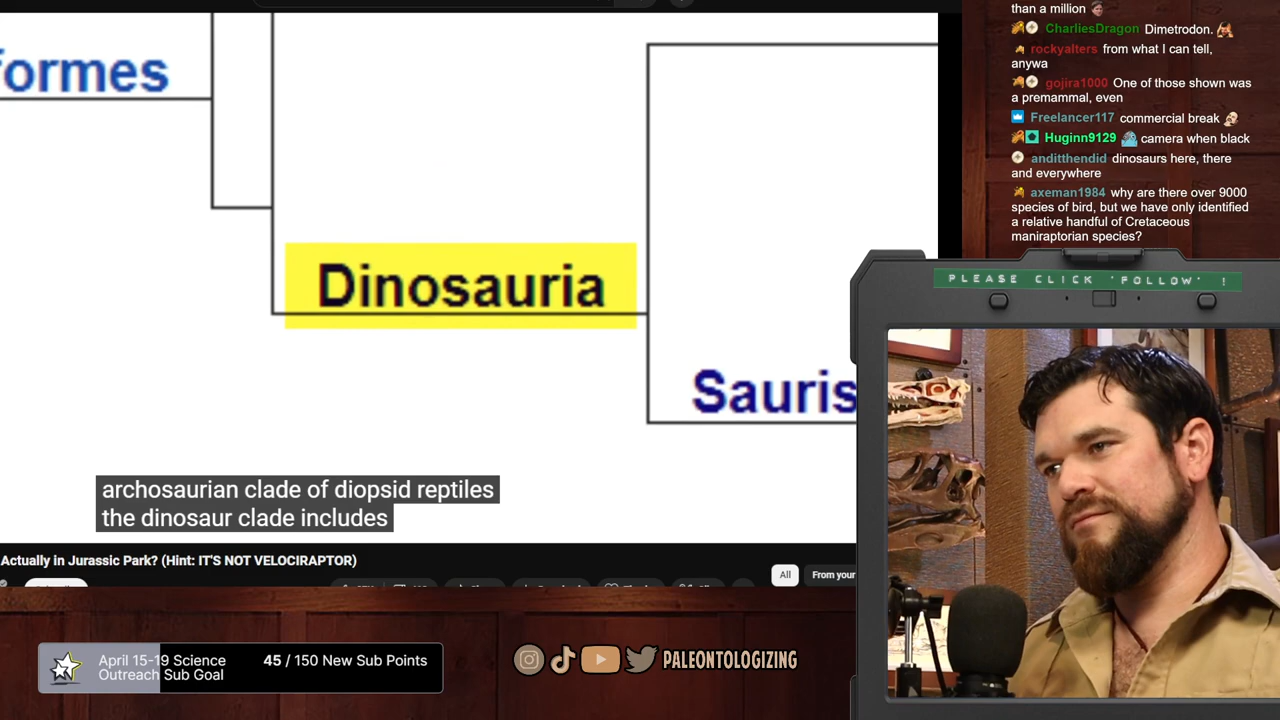 than a million
CharliesDragon Dimetrodon.
rockyalters from what I can tell,
anywa
gojira1000 One of those shown was
a premammal, even
Freelancer117 commercial break
Huginn9129 camera when black
anditthendid dinosaurs here, there
and everywhere
axeman1984 why are there over 9000
species of bird, but we have only identified
a relative handful of Cretaceous
maniraptorian species?
formes
Dinosauria
Sauris
PLEASE CLICK 'FOLLOW' !
archosaurian clade of diopsid reptiles
the dinosaur clade includes
Actually in Jurassic Park? (Hint: IT'S NOT VELOCIRAPTOR)
All
From your
April 15-19 Science
Outreach Sub Goal
45 / 150 New Sub Points
PALEONTOLOGIZING